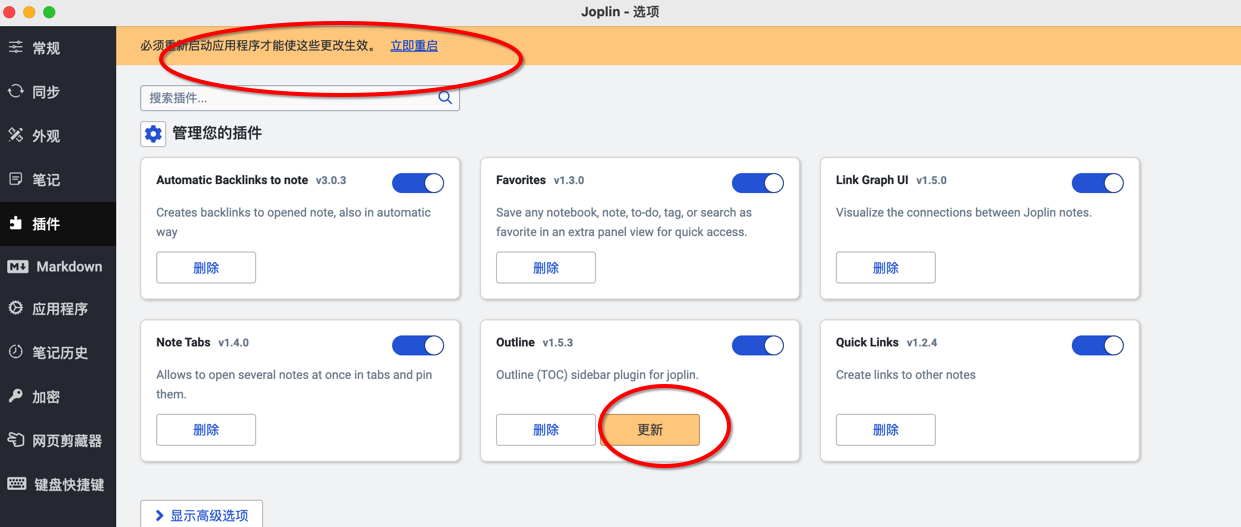 Joplin - 选项
常规
同步
外观
笔记
插件
Markdown
应用程序
笔记历史
加密
网页剪藏器
键盘快捷键
必须重新启动应用程序才能使这些更改生效。 立即重启
搜索插件...
管理您的插件
Automatic Backlinks to note v3.0.3
Creates backlinks to opened note, also in automatic
way
删除
Favorites v1.3.0
Save any notebook, note, to-do, tag, or search as
favorite in an extra panel view for quick access.
删除
Link Graph UI v1.5.0
Visualize the connections between Joplin notes.
删除
Note Tabs v1.4.0
Allows to open several notes at once in tabs and pin
them.
删除
Outline v1.5.3
Outline (TOC) sidebar plugin for joplin.
删除 更新
Quick Links v1.2.4
Create links to other notes
删除
显示高级选项